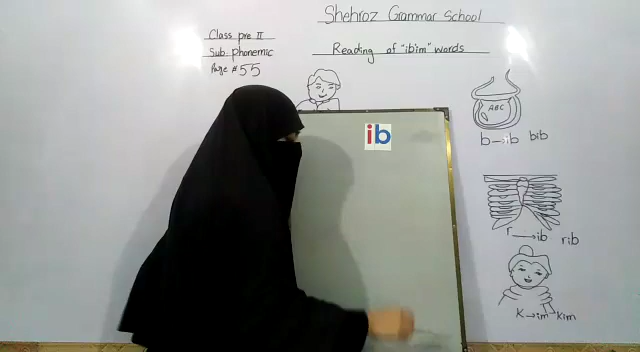 Shehroz Grammar School
Class pre II
Sub: phonemic
Page # 55
Reading of "ib im" words
ib
ABC
b→ib bib
r→ib rib
K→im→Kim